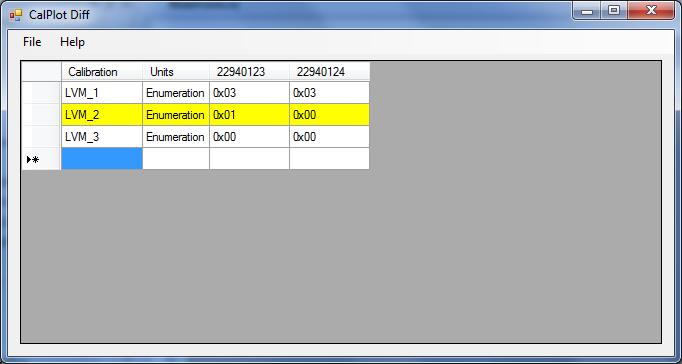 CalPlot Diff
File Help
Calibration Units 22940123 22940124
LVM_1 Enumeration 0x03 0x03
LVM_2 Enumeration 0x01 0x00
LVM_3 Enumeration 0x00 0x00